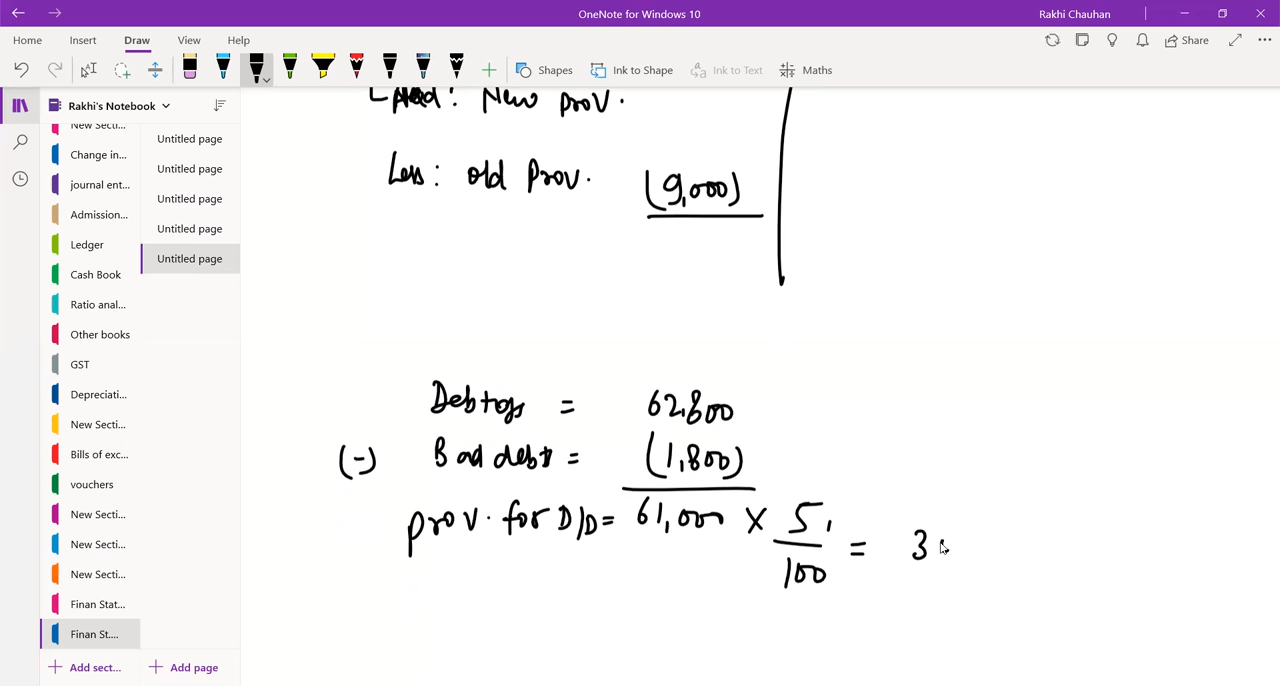 OneNote for Windows 10
Rakhi Chauhan
Home Insert Draw View Help
Share
Shapes Ink to Shape Ink to Text Maths
Rakhi's Notebook
New Secti...
Change in...
journal ent...
Admission...
Ledger
Cash Book
Ratio anal...
Other books
GST
Depreciati...
New Secti...
Bills of exc...
vouchers
New Secti...
New Secti...
New Secti...
Finan Stat...
Finan St....
Add sect...
Untitled page
Untitled page
Untitled page
Untitled page
Untitled page
Add page
Add: New prov.
Less: old Prov. (9,000)
Debtors = 62,800
(-) Bad debt = (1,800)
prov. for D/D = 61,000 × 5
100 = 3